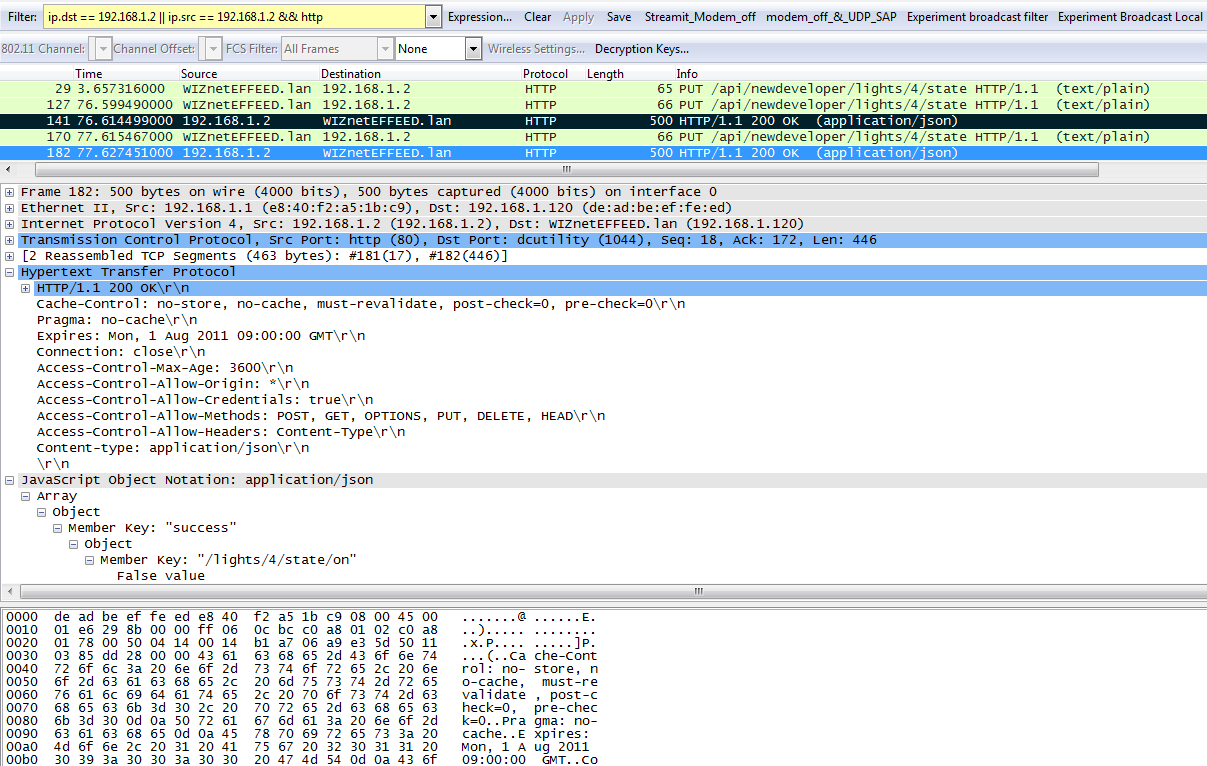 Filter: ip.dst == 192.168.1.2 || ip.src == 192.168.1.2 && http Expression... Clear Apply Save Streamit_Modem_off modem_off_&_UDP_SAP Experiment broadcast filter Experiment Broadcast Local
802.11 Channel: Channel Offset: FCS Filter: All Frames None Wireless Settings... Decryption Keys...
Time Source Destination Protocol Length Info
29 3.657316000 WIZnetEFFEED.lan 192.168.1.2 HTTP 65 PUT /api/newdeveloper/lights/4/state HTTP/1.1 (text/plain)
127 76.599490000 WIZnetEFFEED.lan 192.168.1.2 HTTP 66 PUT /api/newdeveloper/lights/4/state HTTP/1.1 (text/plain)
141 76.614499000 192.168.1.2 WIZnetEFFEED.lan HTTP 500 HTTP/1.1 200 OK (application/json)
170 77.615467000 WIZnetEFFEED.lan 192.168.1.2 HTTP 66 PUT /api/newdeveloper/lights/4/state HTTP/1.1 (text/plain)
182 77.627451000 192.168.1.2 WIZnetEFFEED.lan HTTP 500 HTTP/1.1 200 OK (application/json)
Frame 182: 500 bytes on wire (4000 bits), 500 bytes captured (4000 bits) on interface 0
Ethernet II, Src: 192.168.1.1 (e8:40:f2:a5:1b:c9), Dst: 192.168.1.120 (de:ad:be:ef:fe:ed)
Internet Protocol Version 4, Src: 192.168.1.2 (192.168.1.2), Dst: WIZnetEFFEED.lan (192.168.1.120)
Transmission Control Protocol, Src Port: http (80), Dst Port: dcutility (1044), Seq: 18, Ack: 172, Len: 446
[2 Reassembled TCP Segments (463 bytes): #181(17), #182(446)]
Hypertext Transfer Protocol
HTTP/1.1 200 OK\r\n
Cache-Control: no-store, no-cache, must-revalidate, post-check=0, pre-check=0\r\n
Pragma: no-cache\r\n
Expires: Mon, 1 Aug 2011 09:00:00 GMT\r\n
Connection: close\r\n
Access-Control-Max-Age: 3600\r\n
Access-Control-Allow-Origin: *\r\n
Access-Control-Allow-Credentials: true\r\n
Access-Control-Allow-Methods: POST, GET, OPTIONS, PUT, DELETE, HEAD\r\n
Access-Control-Allow-Headers: Content-Type\r\n
Content-type: application/json\r\n
\r\n
JavaScript Object Notation: application/json
Array
Object
Member Key: "success"
Object
Member Key: "/lights/4/state/on"
False value
0000 de ad be ef fe ed e8 40 f2 a5 1b c9 08 00 45 00 .......@ ......E.
0010 01 e6 29 8b 00 00 ff 06 0c bc c0 a8 01 02 c0 a8 ..)..... ........
0020 01 78 00 50 04 14 00 14 b1 a7 06 a9 e3 5d 50 11 .x.P.... .....]P.
0030 03 85 dd 28 00 00 43 61 63 68 65 2d 43 6f 6e 74 ...(..Ca che-Cont
0040 72 6f 6c 3a 20 6e 6f 2d 73 74 6f 72 65 2c 20 6e rol: no- store, n
0050 6f 2d 63 61 63 68 65 2c 20 6d 75 73 74 2d 72 65 o-cache, must-re
0060 76 61 6c 69 64 61 74 65 2c 20 70 6f 73 74 2d 63 validate , post-c
0070 68 65 63 6b 3d 30 2c 20 70 72 65 2d 63 68 65 63 heck=0, pre-chec
0080 6b 3d 30 0d 0a 50 72 61 67 6d 61 3a 20 6e 6f 2d k=0..Pra gma: no-
0090 63 61 63 68 65 0d 0a 45 78 70 69 72 65 73 3a 20 cache..E xpires:
00a0 4d 6f 6e 2c 20 31 20 41 75 67 20 32 30 31 31 20 Mon, 1 A ug 2011
00b0 30 39 3a 30 30 3a 30 30 20 47 4d 54 0d 0a 43 6f 09:00:00 GMT..Co